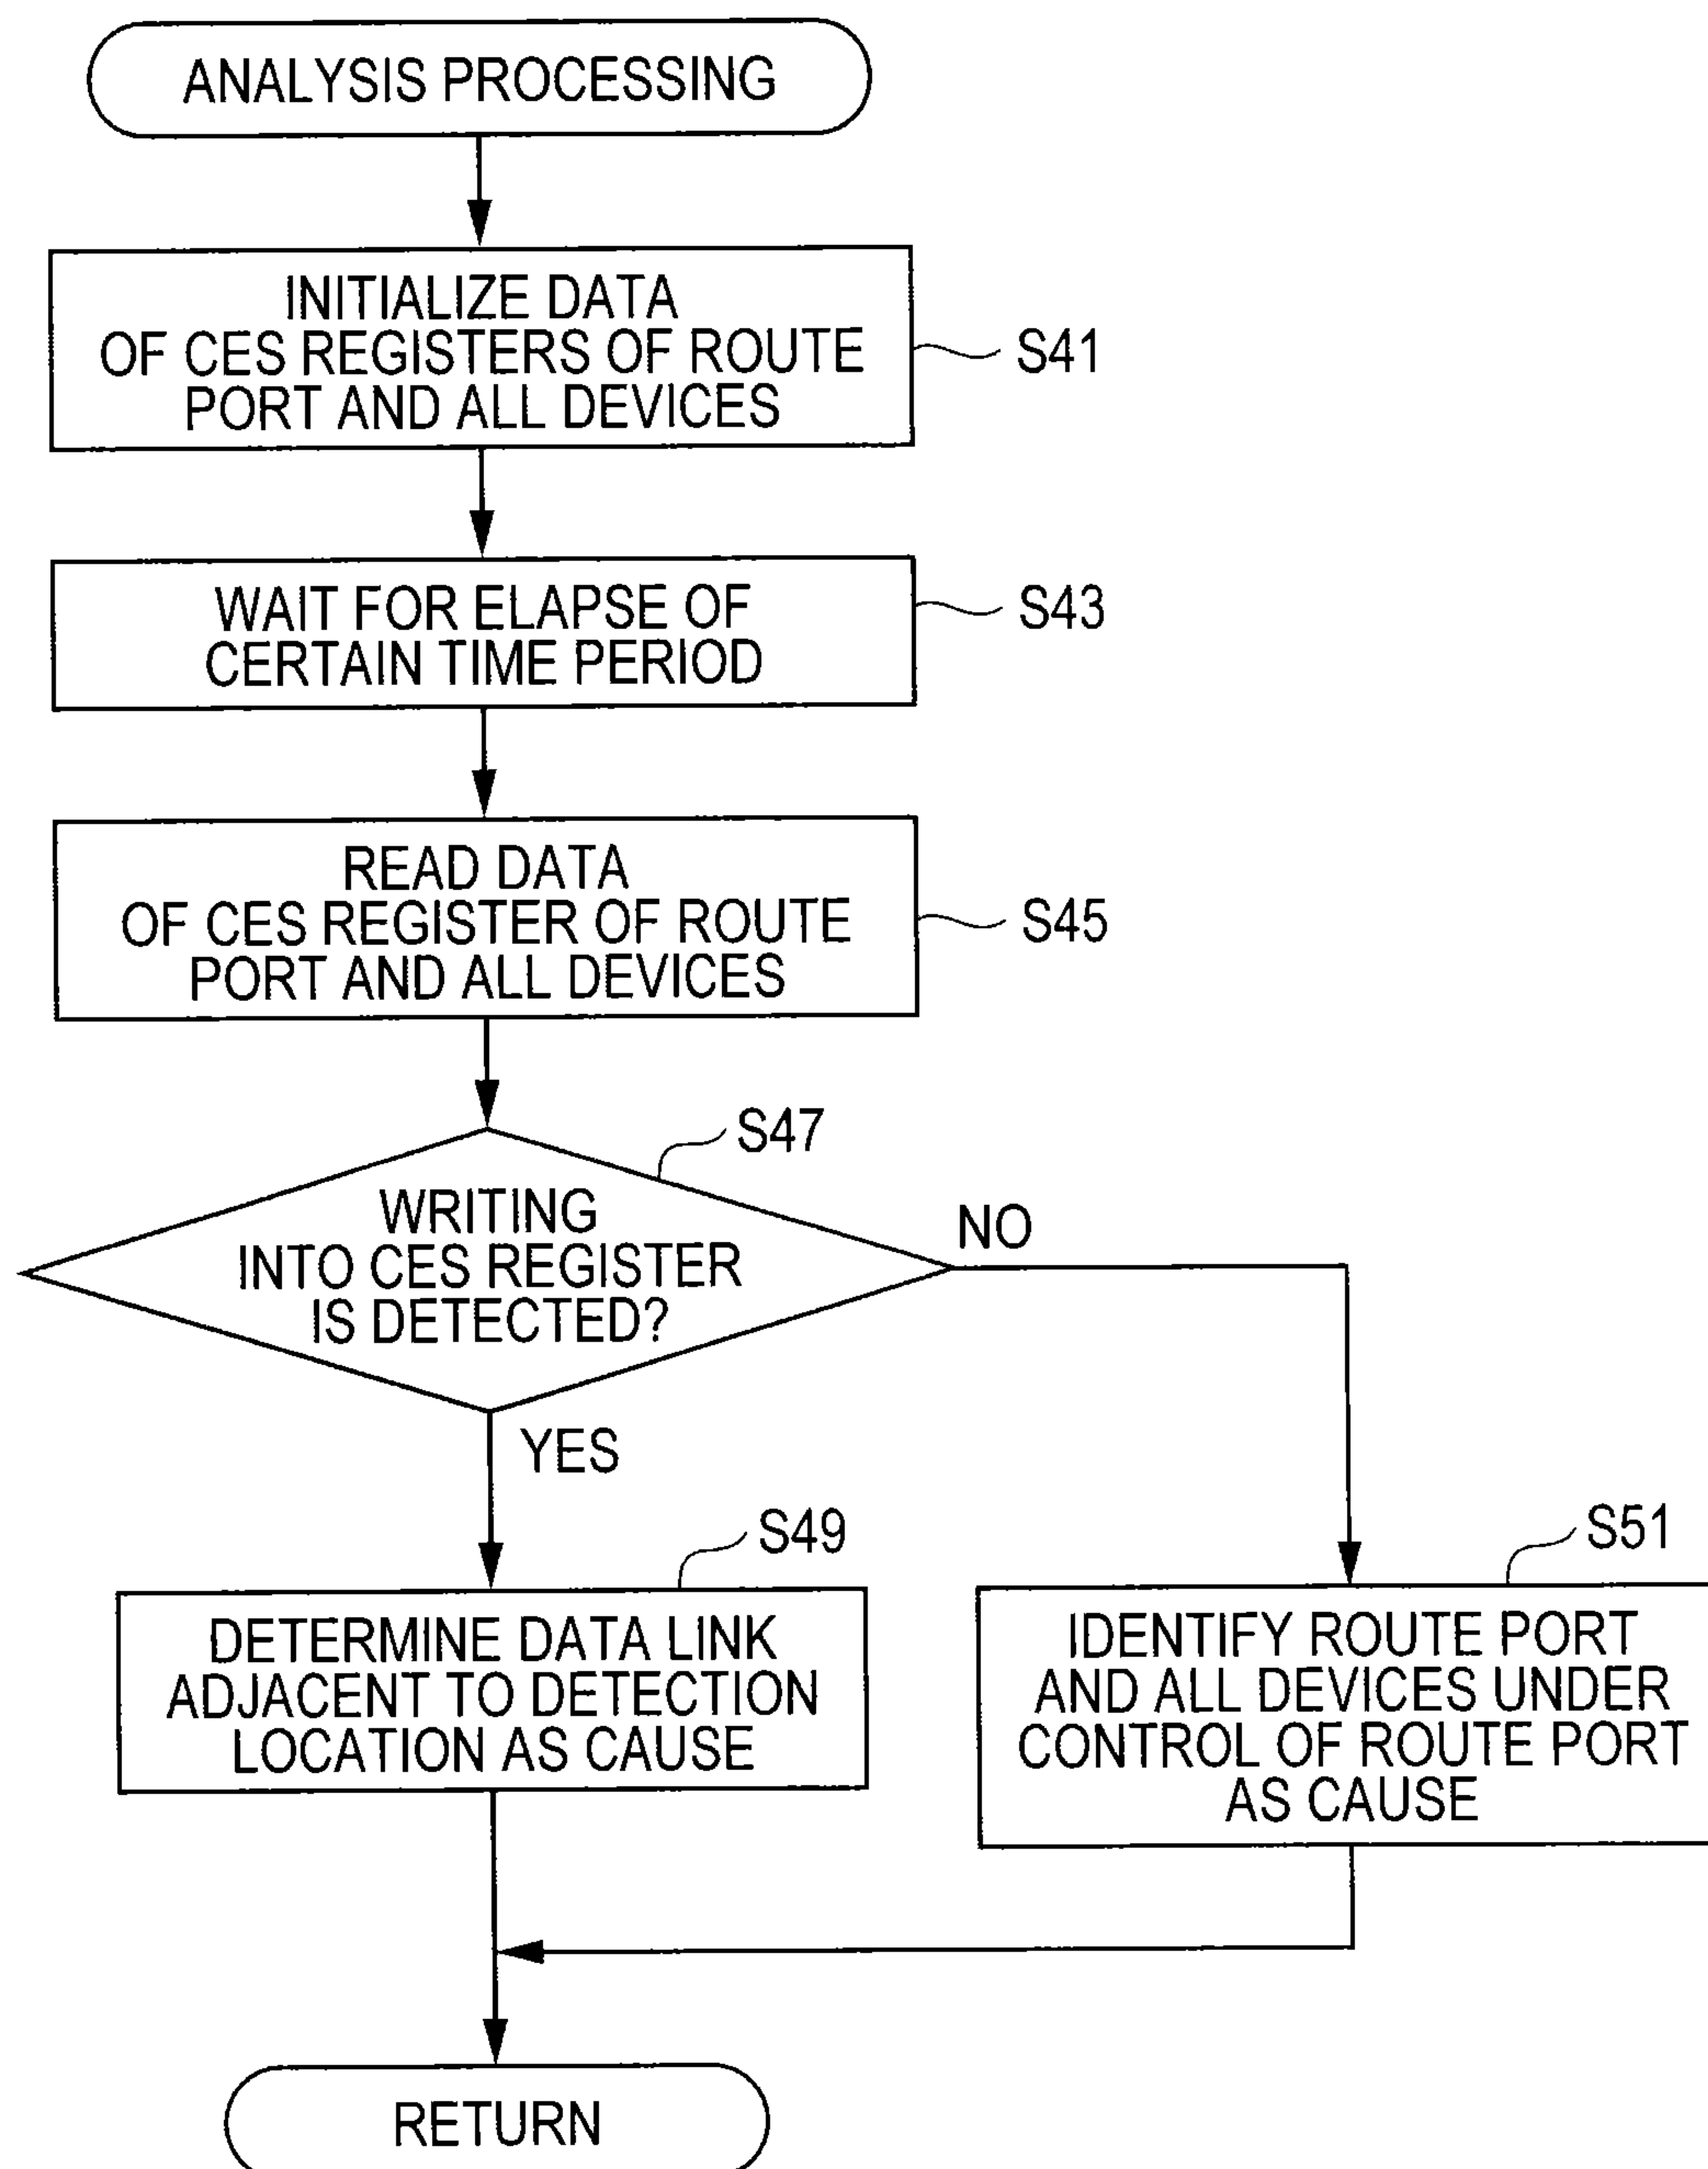 ANALYSIS PROCESSING
INITIALIZE DATA
OF CES REGISTERS OF ROUTE
PORT AND ALL DEVICES
S41
WAIT FOR ELAPSE OF
CERTAIN TIME PERIOD
S43
READ DATA
OF CES REGISTER OF ROUTE
PORT AND ALL DEVICES
S45
S47
WRITING
INTO CES REGISTER
IS DETECTED?
NO
YES
S49
DETERMINE DATA LINK
ADJACENT TO DETECTION
LOCATION AS CAUSE
S51
IDENTIFY ROUTE PORT
AND ALL DEVICES UNDER
CONTROL OF ROUTE PORT
AS CAUSE
RETURN